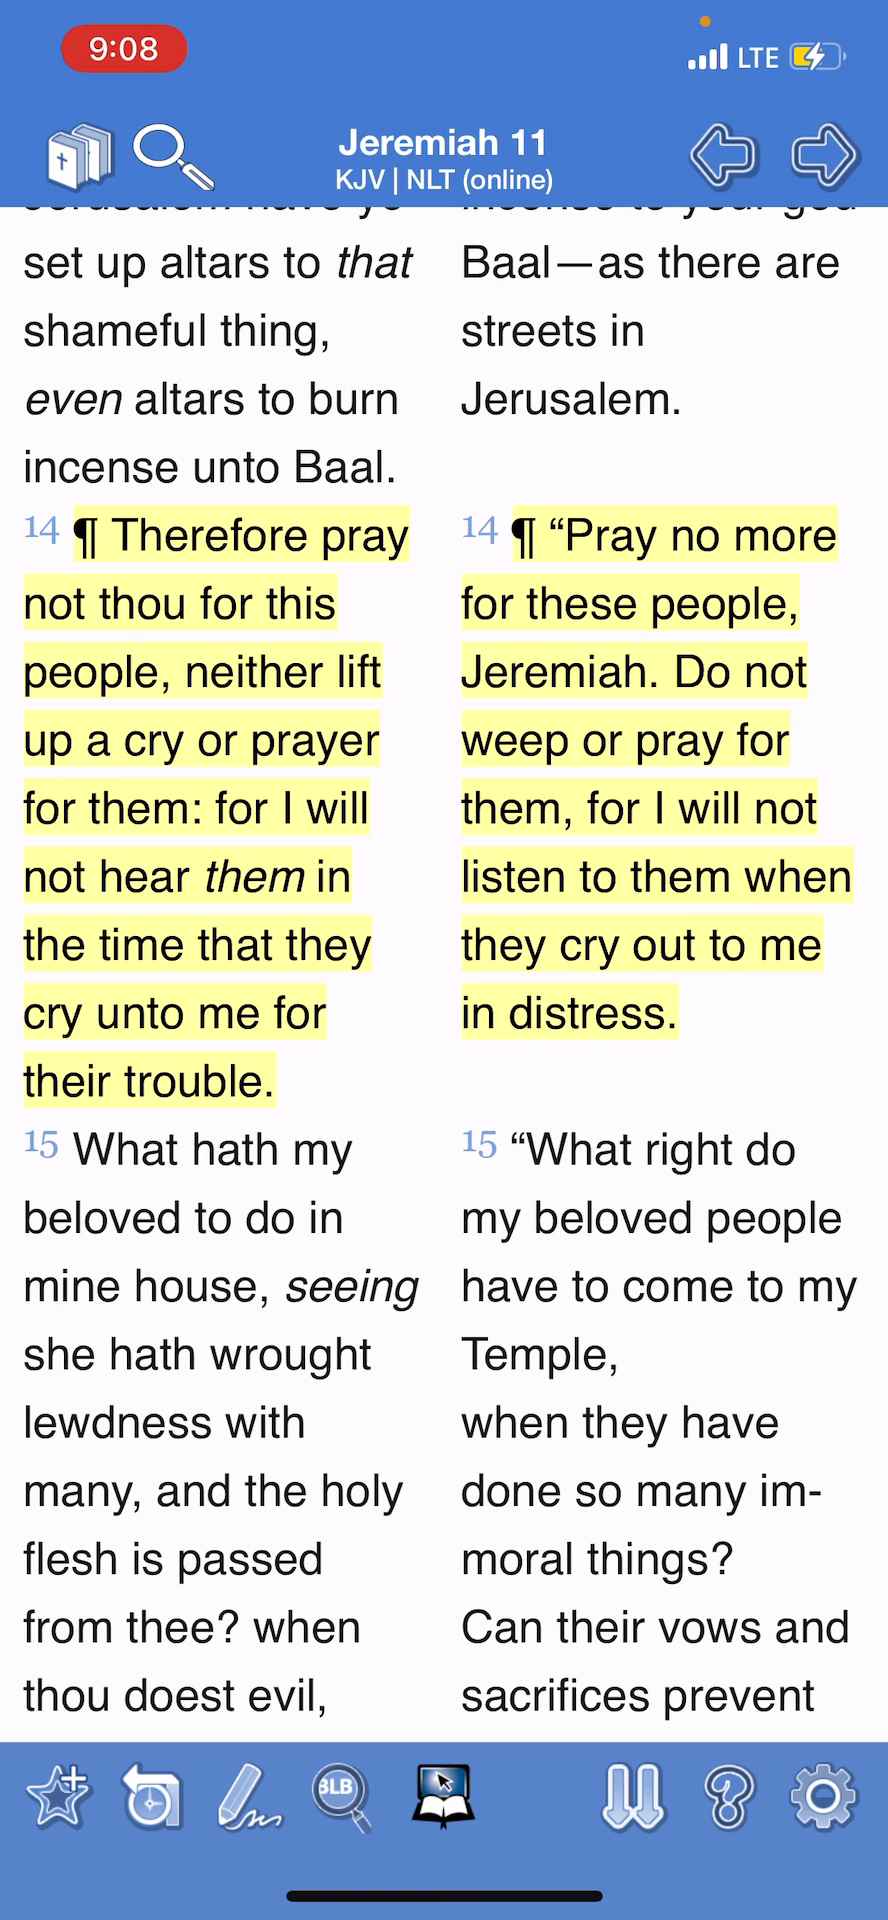 9:08
LTE
Jeremiah 11
KJV | NLT (online)
Jerusalem have ye
set up altars to that
shameful thing,
even altars to burn
incense unto Baal.
14 ¶ Therefore pray
not thou for this
people, neither lift
up a cry or prayer
for them: for I will
not hear them in
the time that they
cry unto me for
their trouble.
15 What hath my
beloved to do in
mine house, seeing
she hath wrought
lewdness with
many, and the holy
flesh is passed
from thee? when
thou doest evil,
incense to your god
Baal—as there are
streets in
Jerusalem.
14 ¶ “Pray no more
for these people,
Jeremiah. Do not
weep or pray for
them, for I will not
listen to them when
they cry out to me
in distress.
15 “What right do
my beloved people
have to come to my
Temple,
when they have
done so many im-
moral things?
Can their vows and
sacrifices prevent
BLB